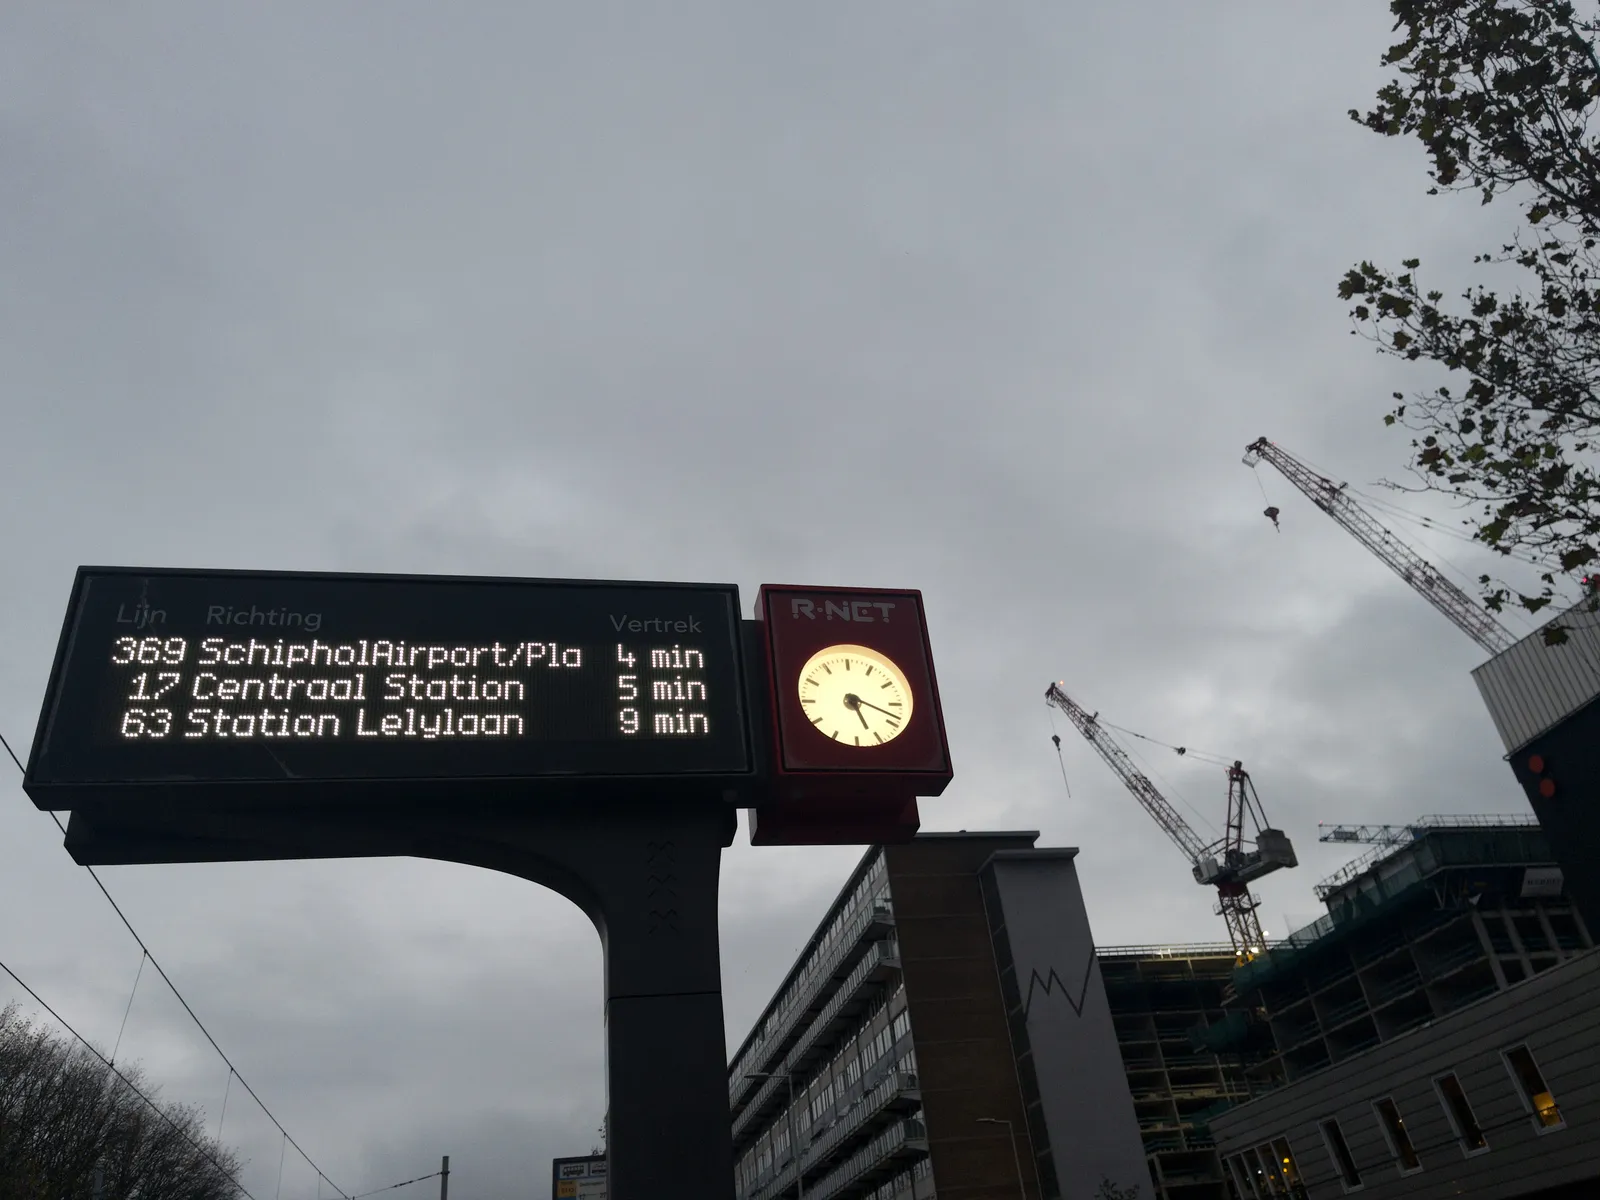 Lijn Richting Vertrek
369 SchipholAirport/Pla 4 min
17 Centraal Station 5 min
63 Station Lelylaan 9 min
R·NET